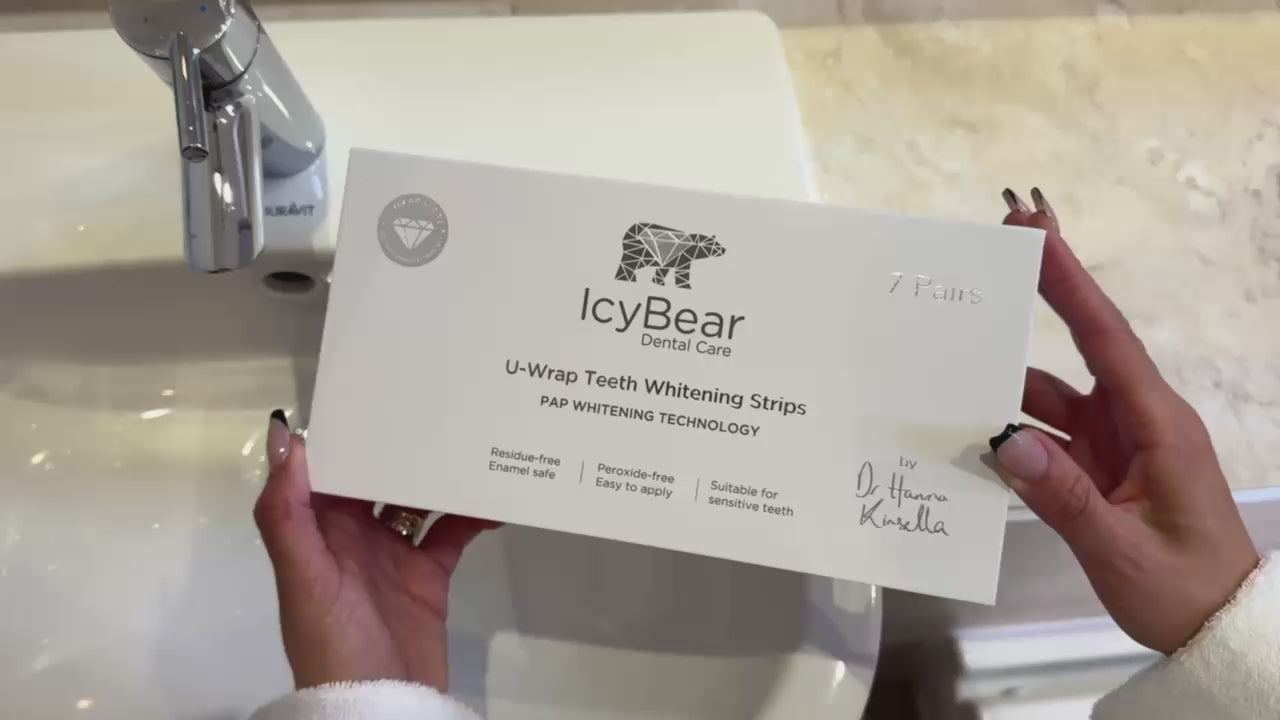 IcyBear
Dental Care
7 Pairs
U-Wrap Teeth Whitening Strips
PAP WHITENING TECHNOLOGY
Residue-free
Enamel safe
Peroxide-free
Easy to apply
Suitable for
sensitive teeth
by
Dr Hanna
Kinsella